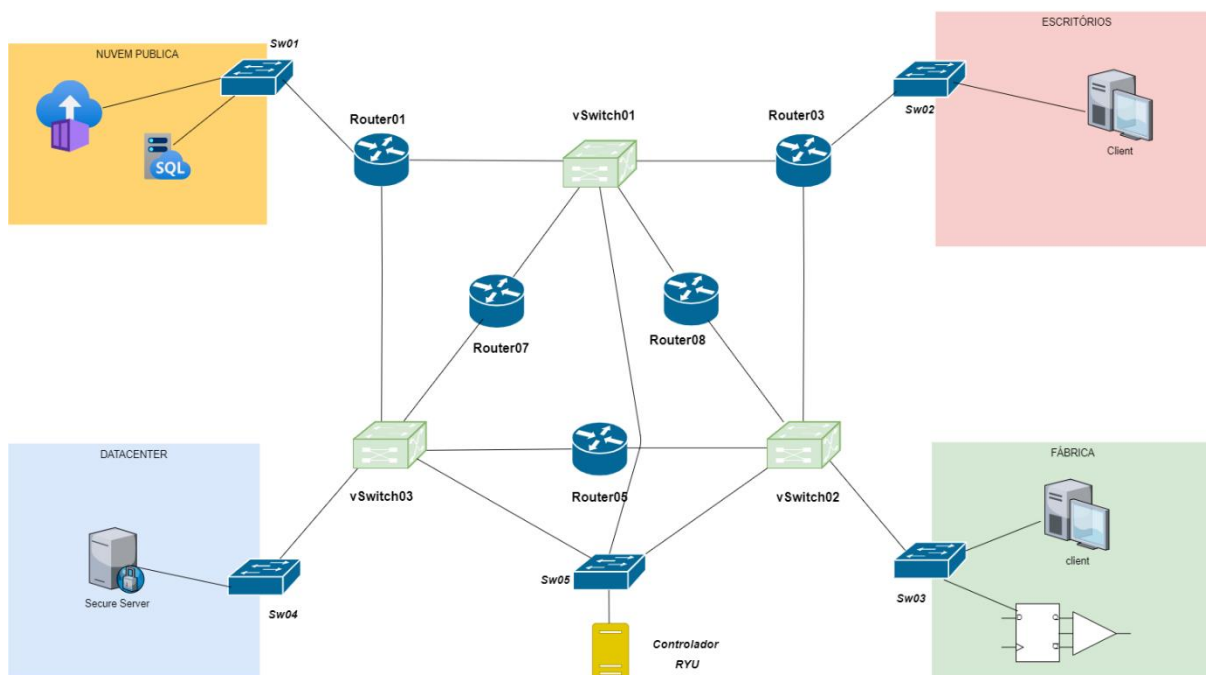 NUVEM PUBLICA
Sw01
ESCRITÓRIOS
Router01
vSwitch01
Router03
Sw02
Client
SQL
Router07
Router08
DATACENTER
FÁBRICA
vSwitch03
Router05
vSwitch02
client
Secure Server
Sw04
Sw05
Sw03
Controlador
RYU